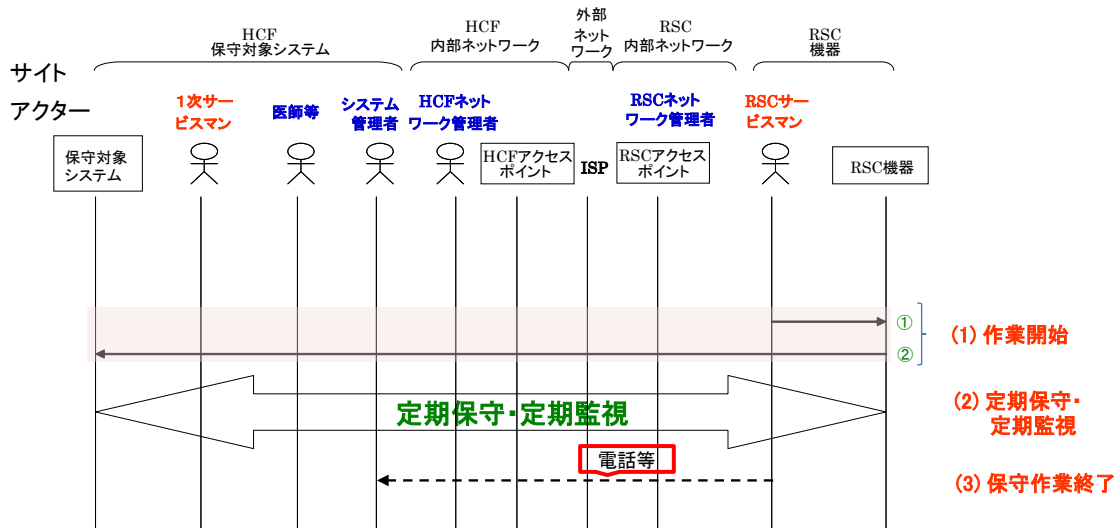 HCF
保守対象システム
HCF
内部ネットワーク
外部
ネット
ワーク
RSC
内部ネットワーク
RSC
機器
サイト
アクター
1次サー
ビスマン
医師等
システム
管理者
HCFネット
ワーク管理者
RSCネット
ワーク管理者
RSCサー
ビスマン
保守対象
システム
HCFアクセス
ポイント
ISP
RSCアクセス
ポイント
RSC機器
①
②
(1) 作業開始
定期保守・定期監視
(2) 定期保守・
定期監視
電話等
(3) 保守作業終了